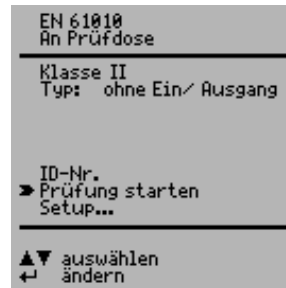 EN 61010
An Prüfdose
Klasse II
Typ: ohne Ein/ Ausgang
ID-Nr.
Prüfung starten
Setup...
▲▼ auswählen
↵ ändern